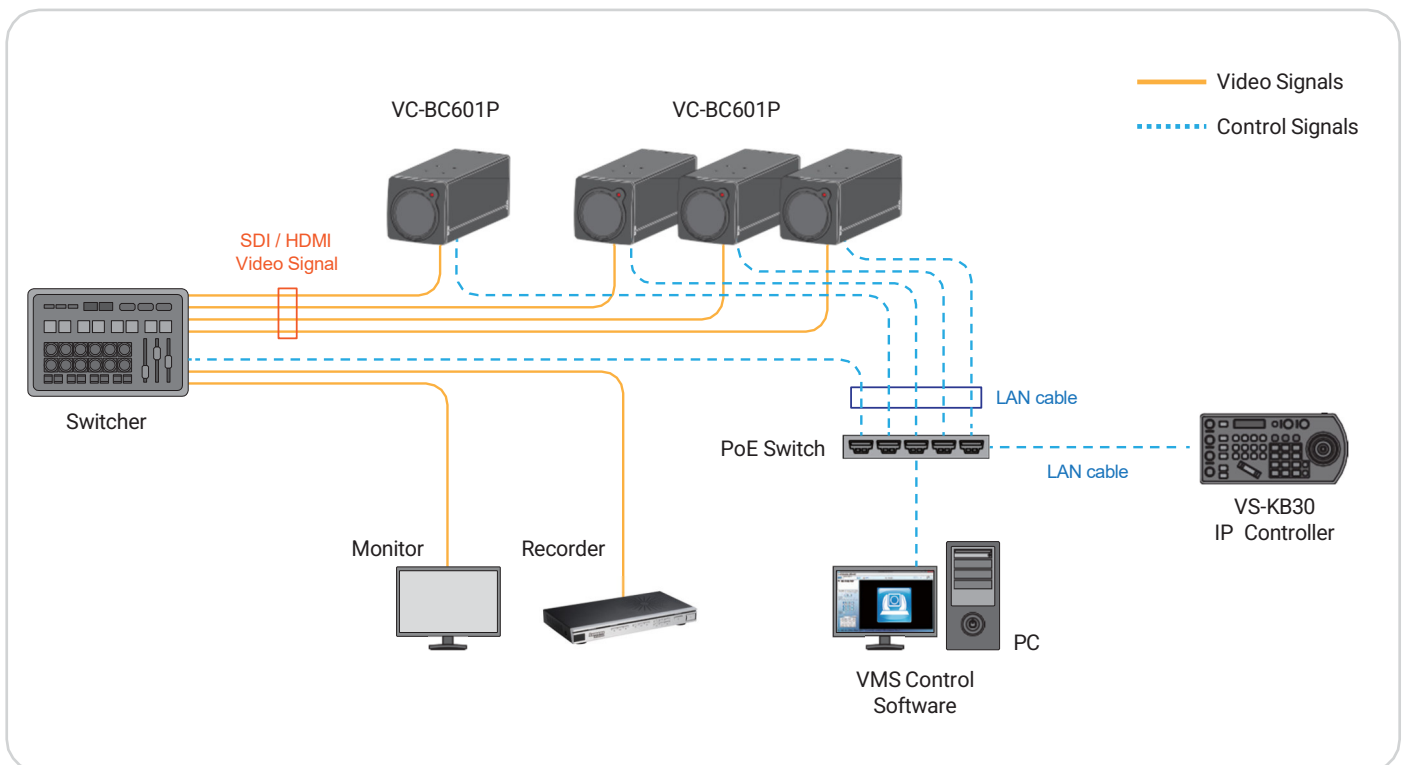 Video Signals
Control Signals
VC-BC601P
VC-BC601P
SDI / HDMI
Video Signal
Switcher
LAN cable
PoE Switch
LAN cable
VS-KB30
IP Controller
Monitor
Recorder
PC
VMS Control
Software